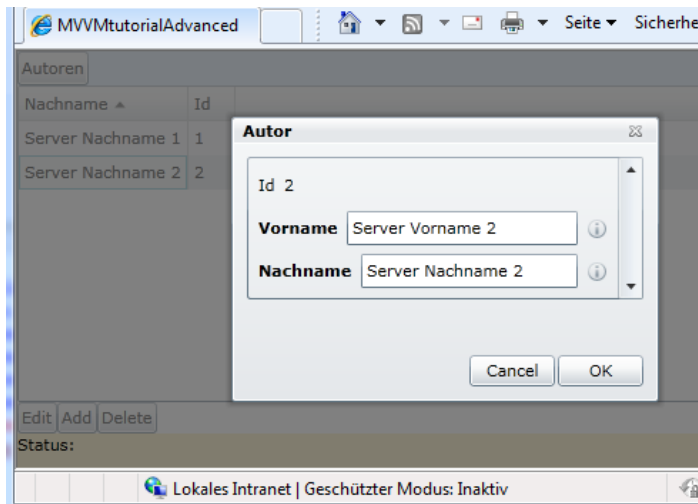 MVVMtutorialAdvanced
Seite
Sicherhe
Autoren
Nachname Id
Server Nachname 1 1
Server Nachname 2 2
Autor
Id 2
Vorname Server Vorname 2
Nachname Server Nachname 2
Cancel OK
Edit Add Delete
Status:
Lokales Intranet | Geschützter Modus: Inaktiv